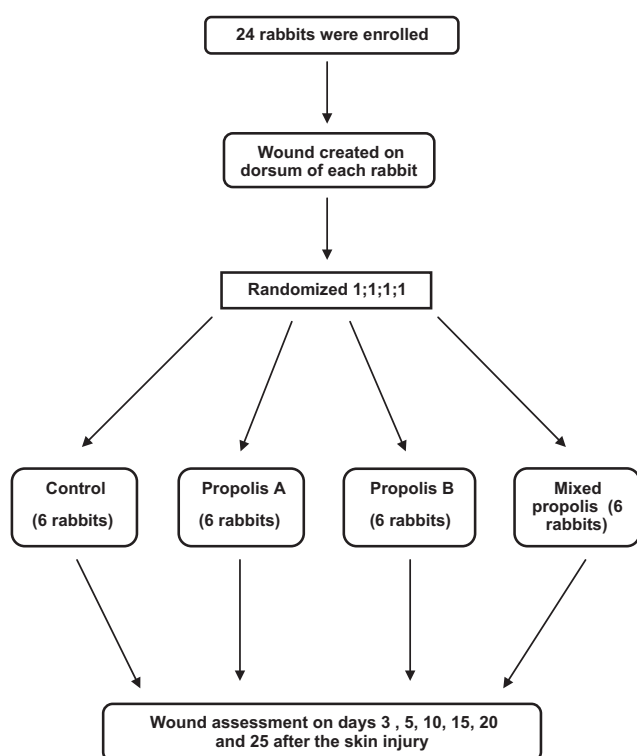 24 rabbits were enrolled
Wound created on
dorsum of each rabbit
Randomized 1;1;1;1
Control
(6 rabbits)
Propolis A
(6 rabbits)
Propolis B
(6 rabbits)
Mixed
propolis (6
rabbits)
Wound assessment on days 3 , 5, 10, 15, 20
and 25 after the skin injury